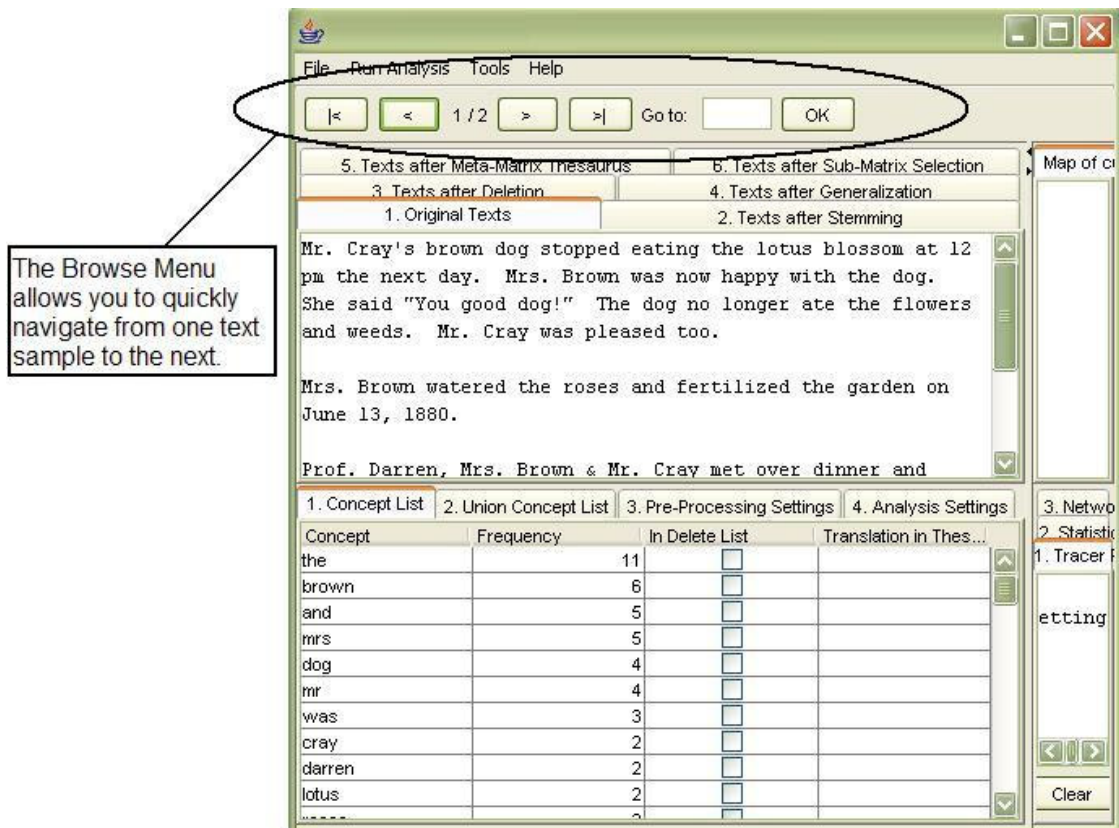 File Run Analysis Tools Help
|< < 1 / 2 > >| Go to: OK
5. Texts after Meta-Matrix Thesaurus 6. Texts after Sub-Matrix Selection
3. Texts after Deletion 4. Texts after Generalization
1. Original Texts 2. Texts after Stemming
Map of
The Browse Menu
allows you to quickly
navigate from one text
sample to the next.
Mr. Cray's brown dog stopped eating the lotus blossom at 12
pm the next day. Mrs. Brown was now happy with the dog.
She said "You good dog!" The dog no longer ate the flowers
and weeds. Mr. Cray was pleased too.
Mrs. Brown watered the roses and fertilized the garden on
June 13, 1880.
Prof. Darren, Mrs. Brown & Mr. Cray met over dinner and
1. Concept List 2. Union Concept List 3. Pre-Processing Settings 4. Analysis Settings
Concept Frequency In Delete List Translation in Thes...
the 11
brown 6
and 5
mrs 5
dog 4
mr 4
was 3
cray 2
darren 2
lotus 2
3. Netwo
2. Statistic
1. Tracer
etting
Clear